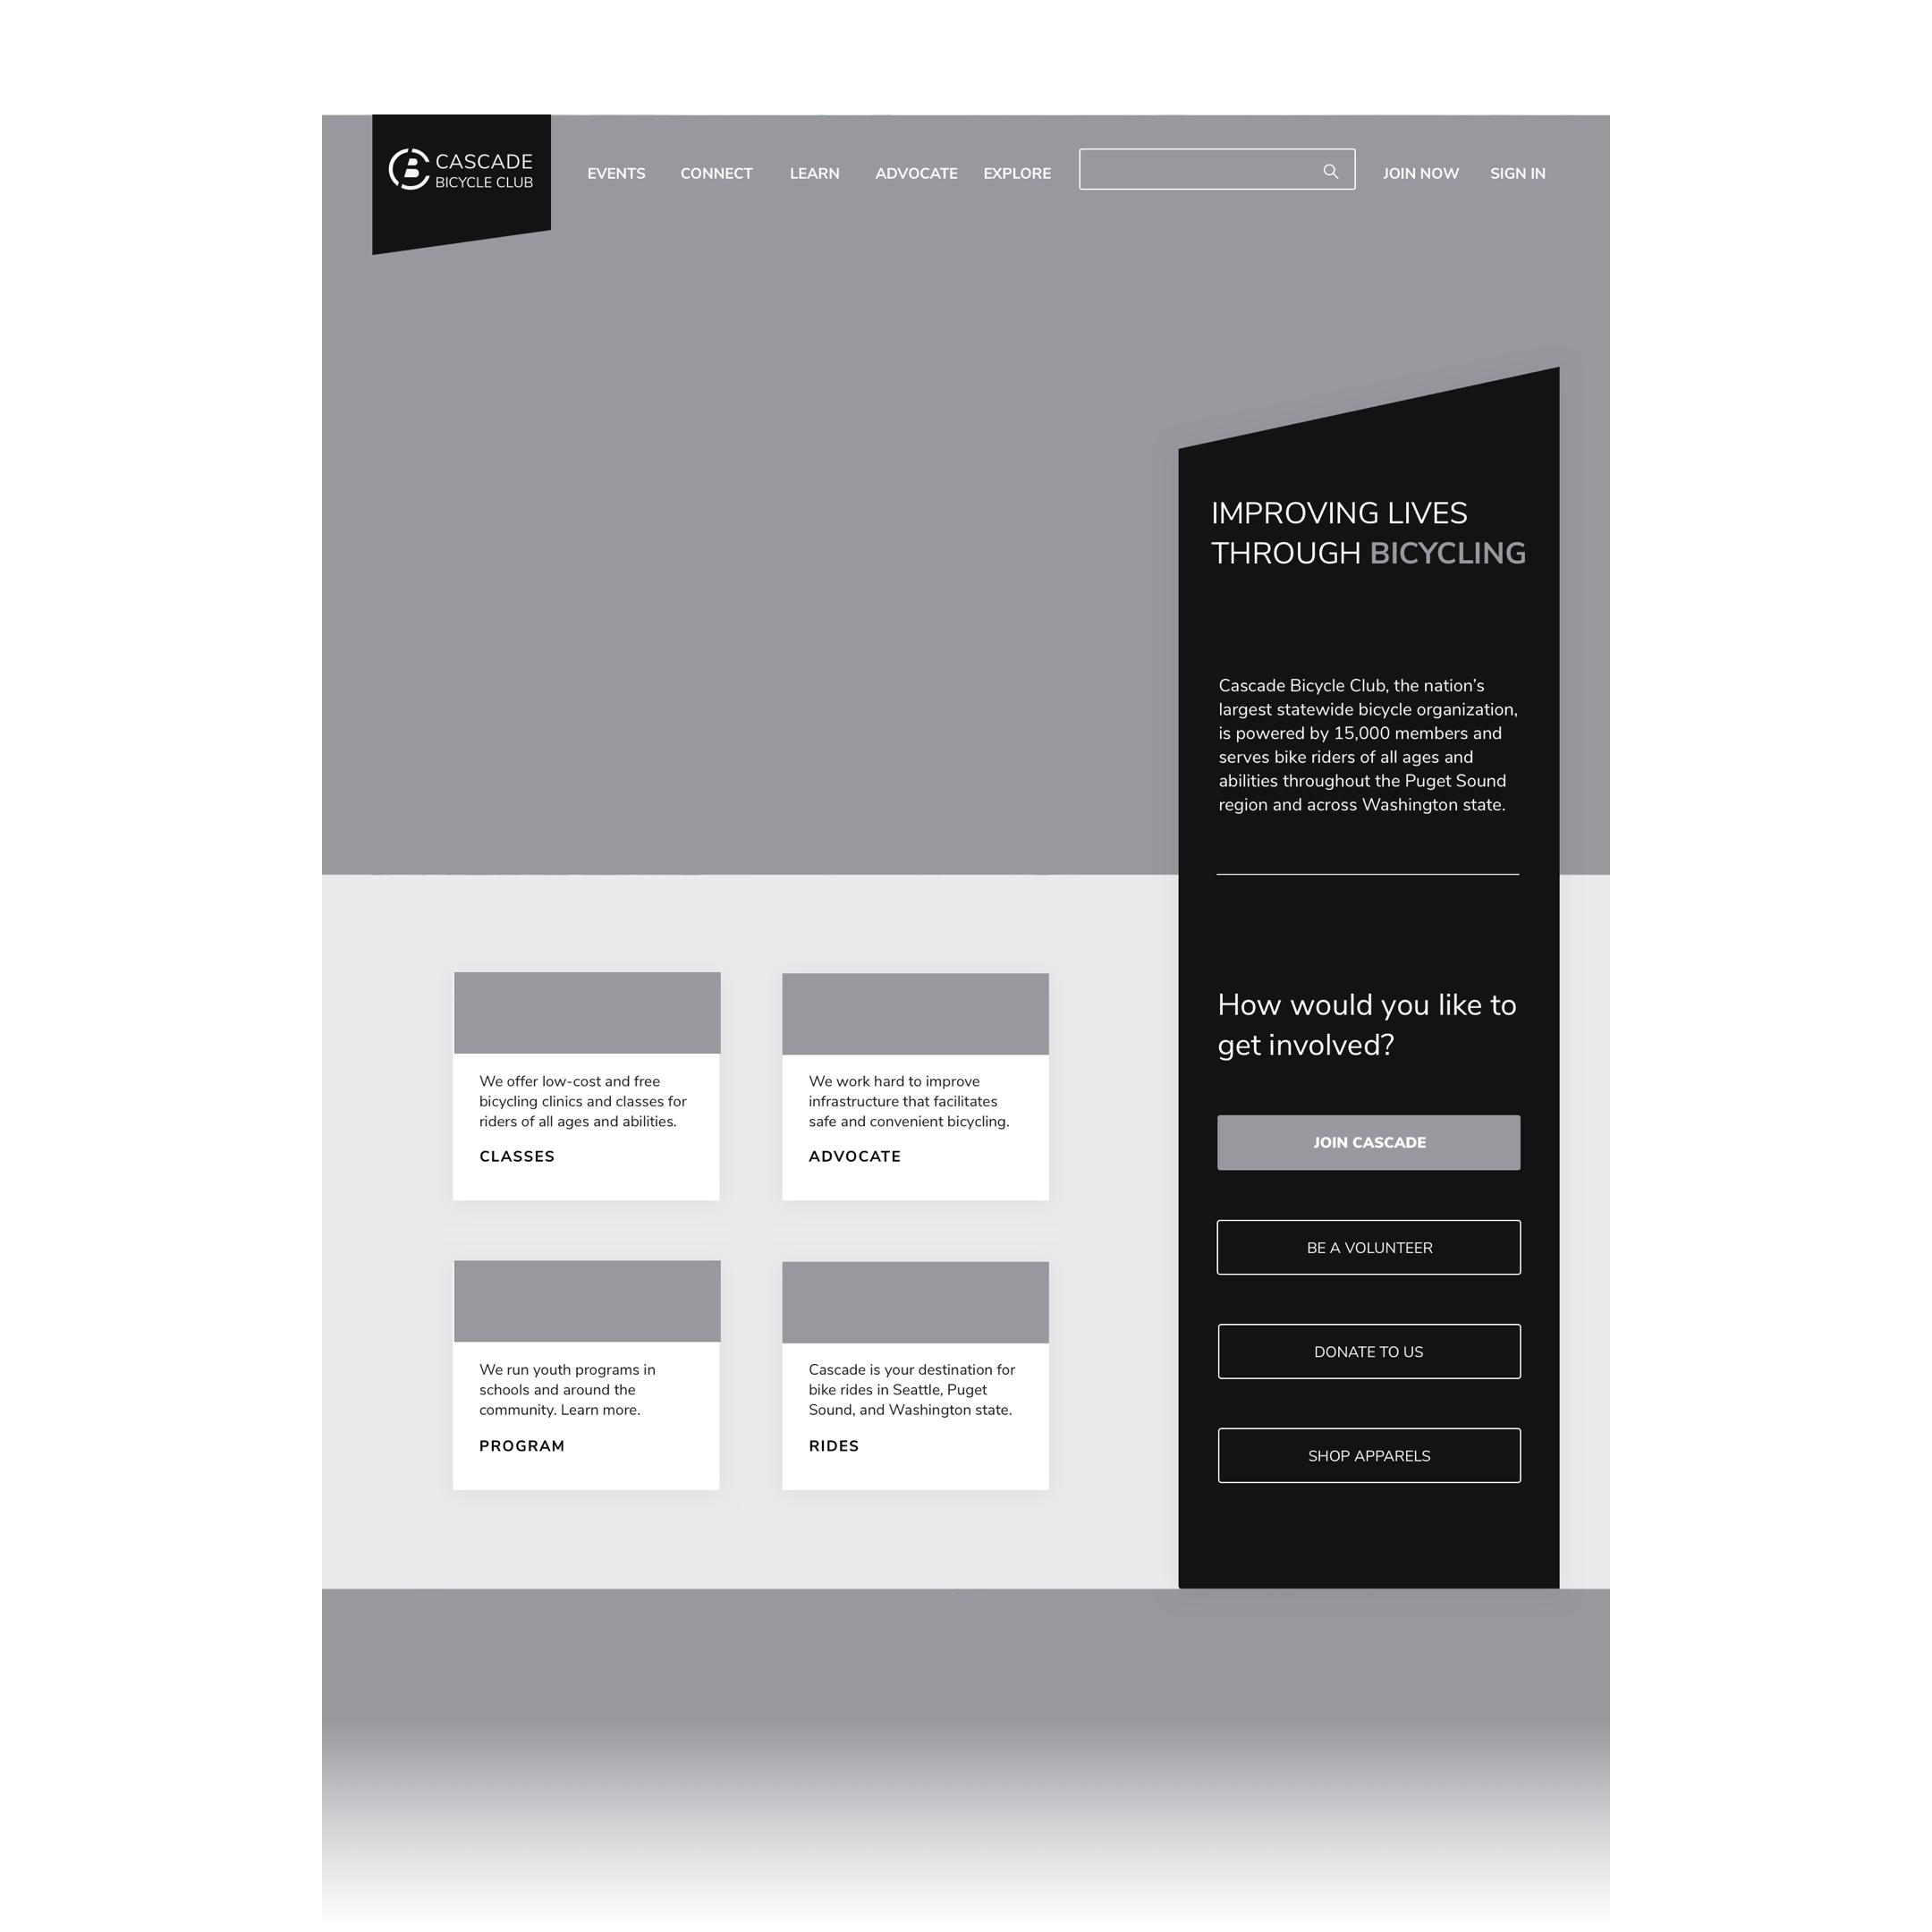 CASCADE
BICYCLE CLUB
EVENTS CONNECT LEARN ADVOCATE EXPLORE JOIN NOW SIGN IN
IMPROVING LIVES
THROUGH BICYCLING
Cascade Bicycle Club, the nation’s
largest statewide bicycle organization,
is powered by 15,000 members and
serves bike riders of all ages and
abilities throughout the Puget Sound
region and across Washington state.
How would you like to
get involved?
JOIN CASCADE
BE A VOLUNTEER
DONATE TO US
SHOP APPARELS
We offer low-cost and free
bicycling clinics and classes for
riders of all ages and abilities.
CLASSES
We work hard to improve
infrastructure that facilitates
safe and convenient bicycling.
ADVOCATE
We run youth programs in
schools and around the
community. Learn more.
PROGRAM
Cascade is your destination for
bike rides in Seattle, Puget
Sound, and Washington state.
RIDES